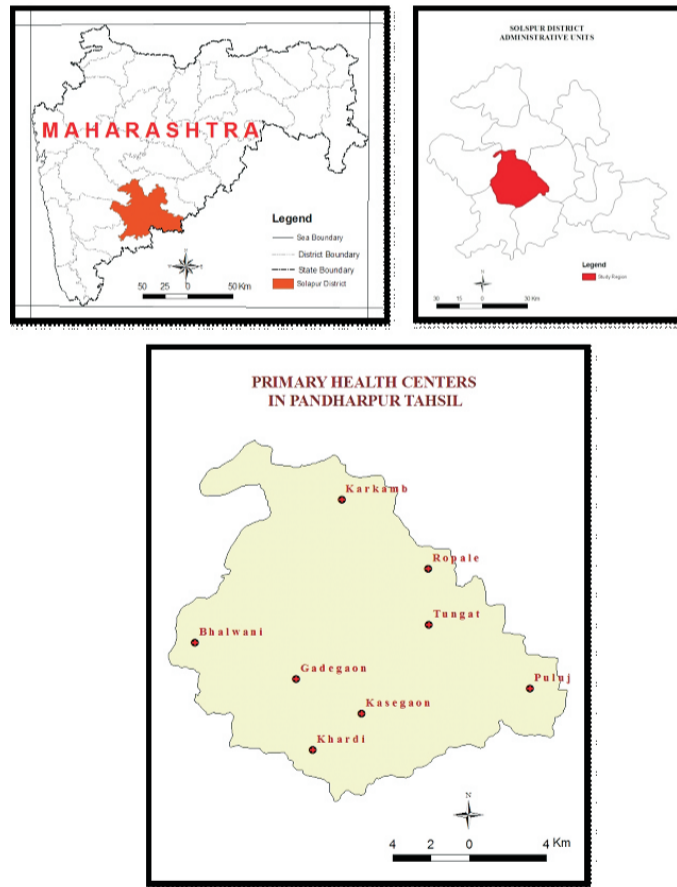 MAHARASHTRA
Legend
Sea Boundary
District Boundary
State Boundary
Solapur District
50 25 0 50 Km
SOLSPUR DISTRICT
ADMINISTRATIVE UNITS
Legend
Study Region
N
30 15 0 30 Km
PRIMARY HEALTH CENTERS
IN PANDHARPUR TAHSIL
Karkamb
Ropale
Tungat
Bhalwani
Gadegaon
Puluj
Kasegaon
Khardi
N
4 2 0 4 Km